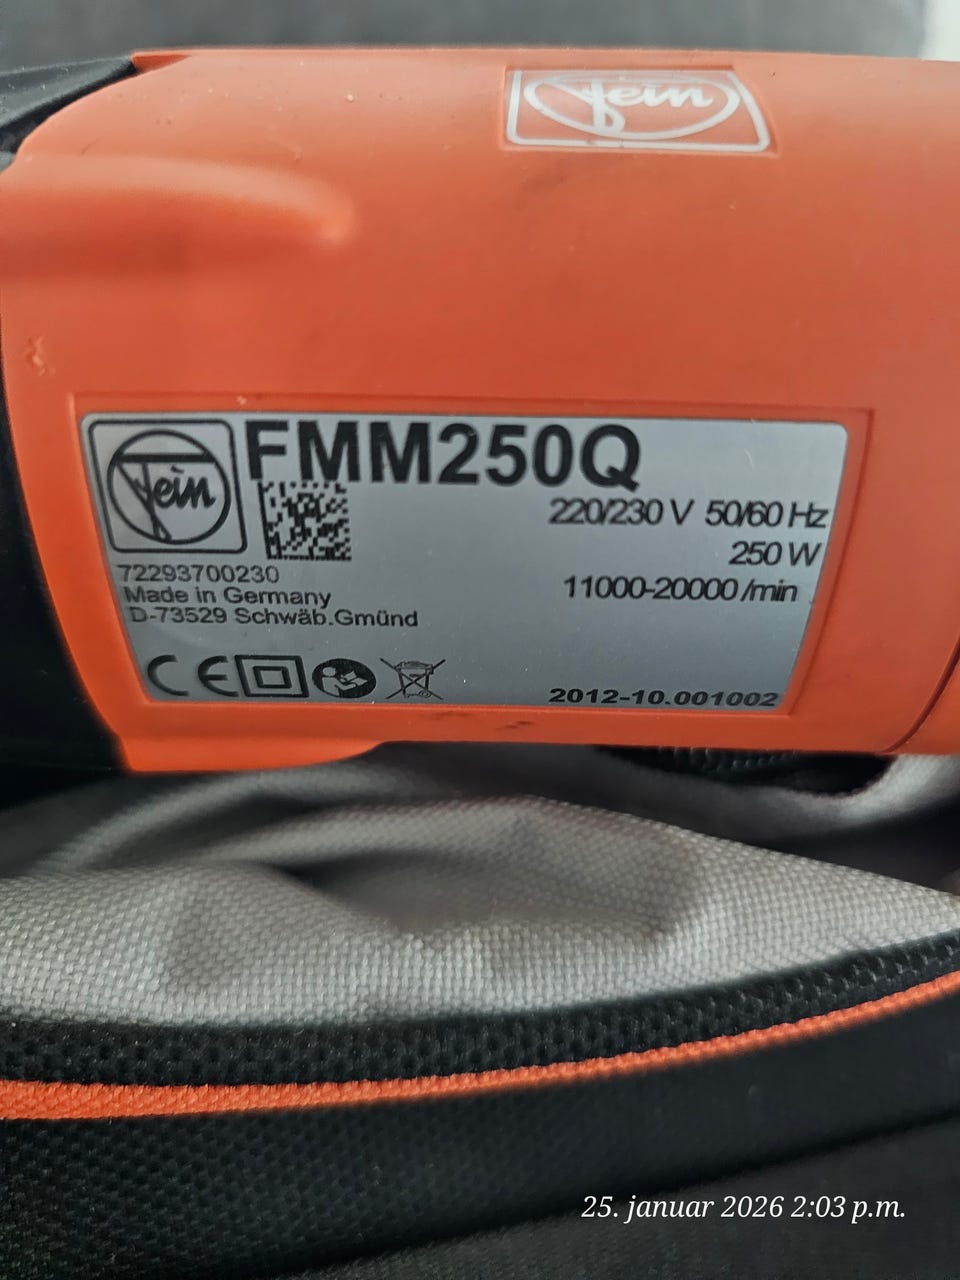 Fein
Fein
FMM250Q
220/230 V 50/60 Hz
250 W
11000-20000 /min
72293700230
Made in Germany
D-73529 Schwäb.Gmünd
CE
2012-10.001002
25. januar 2026 2:03 p.m.